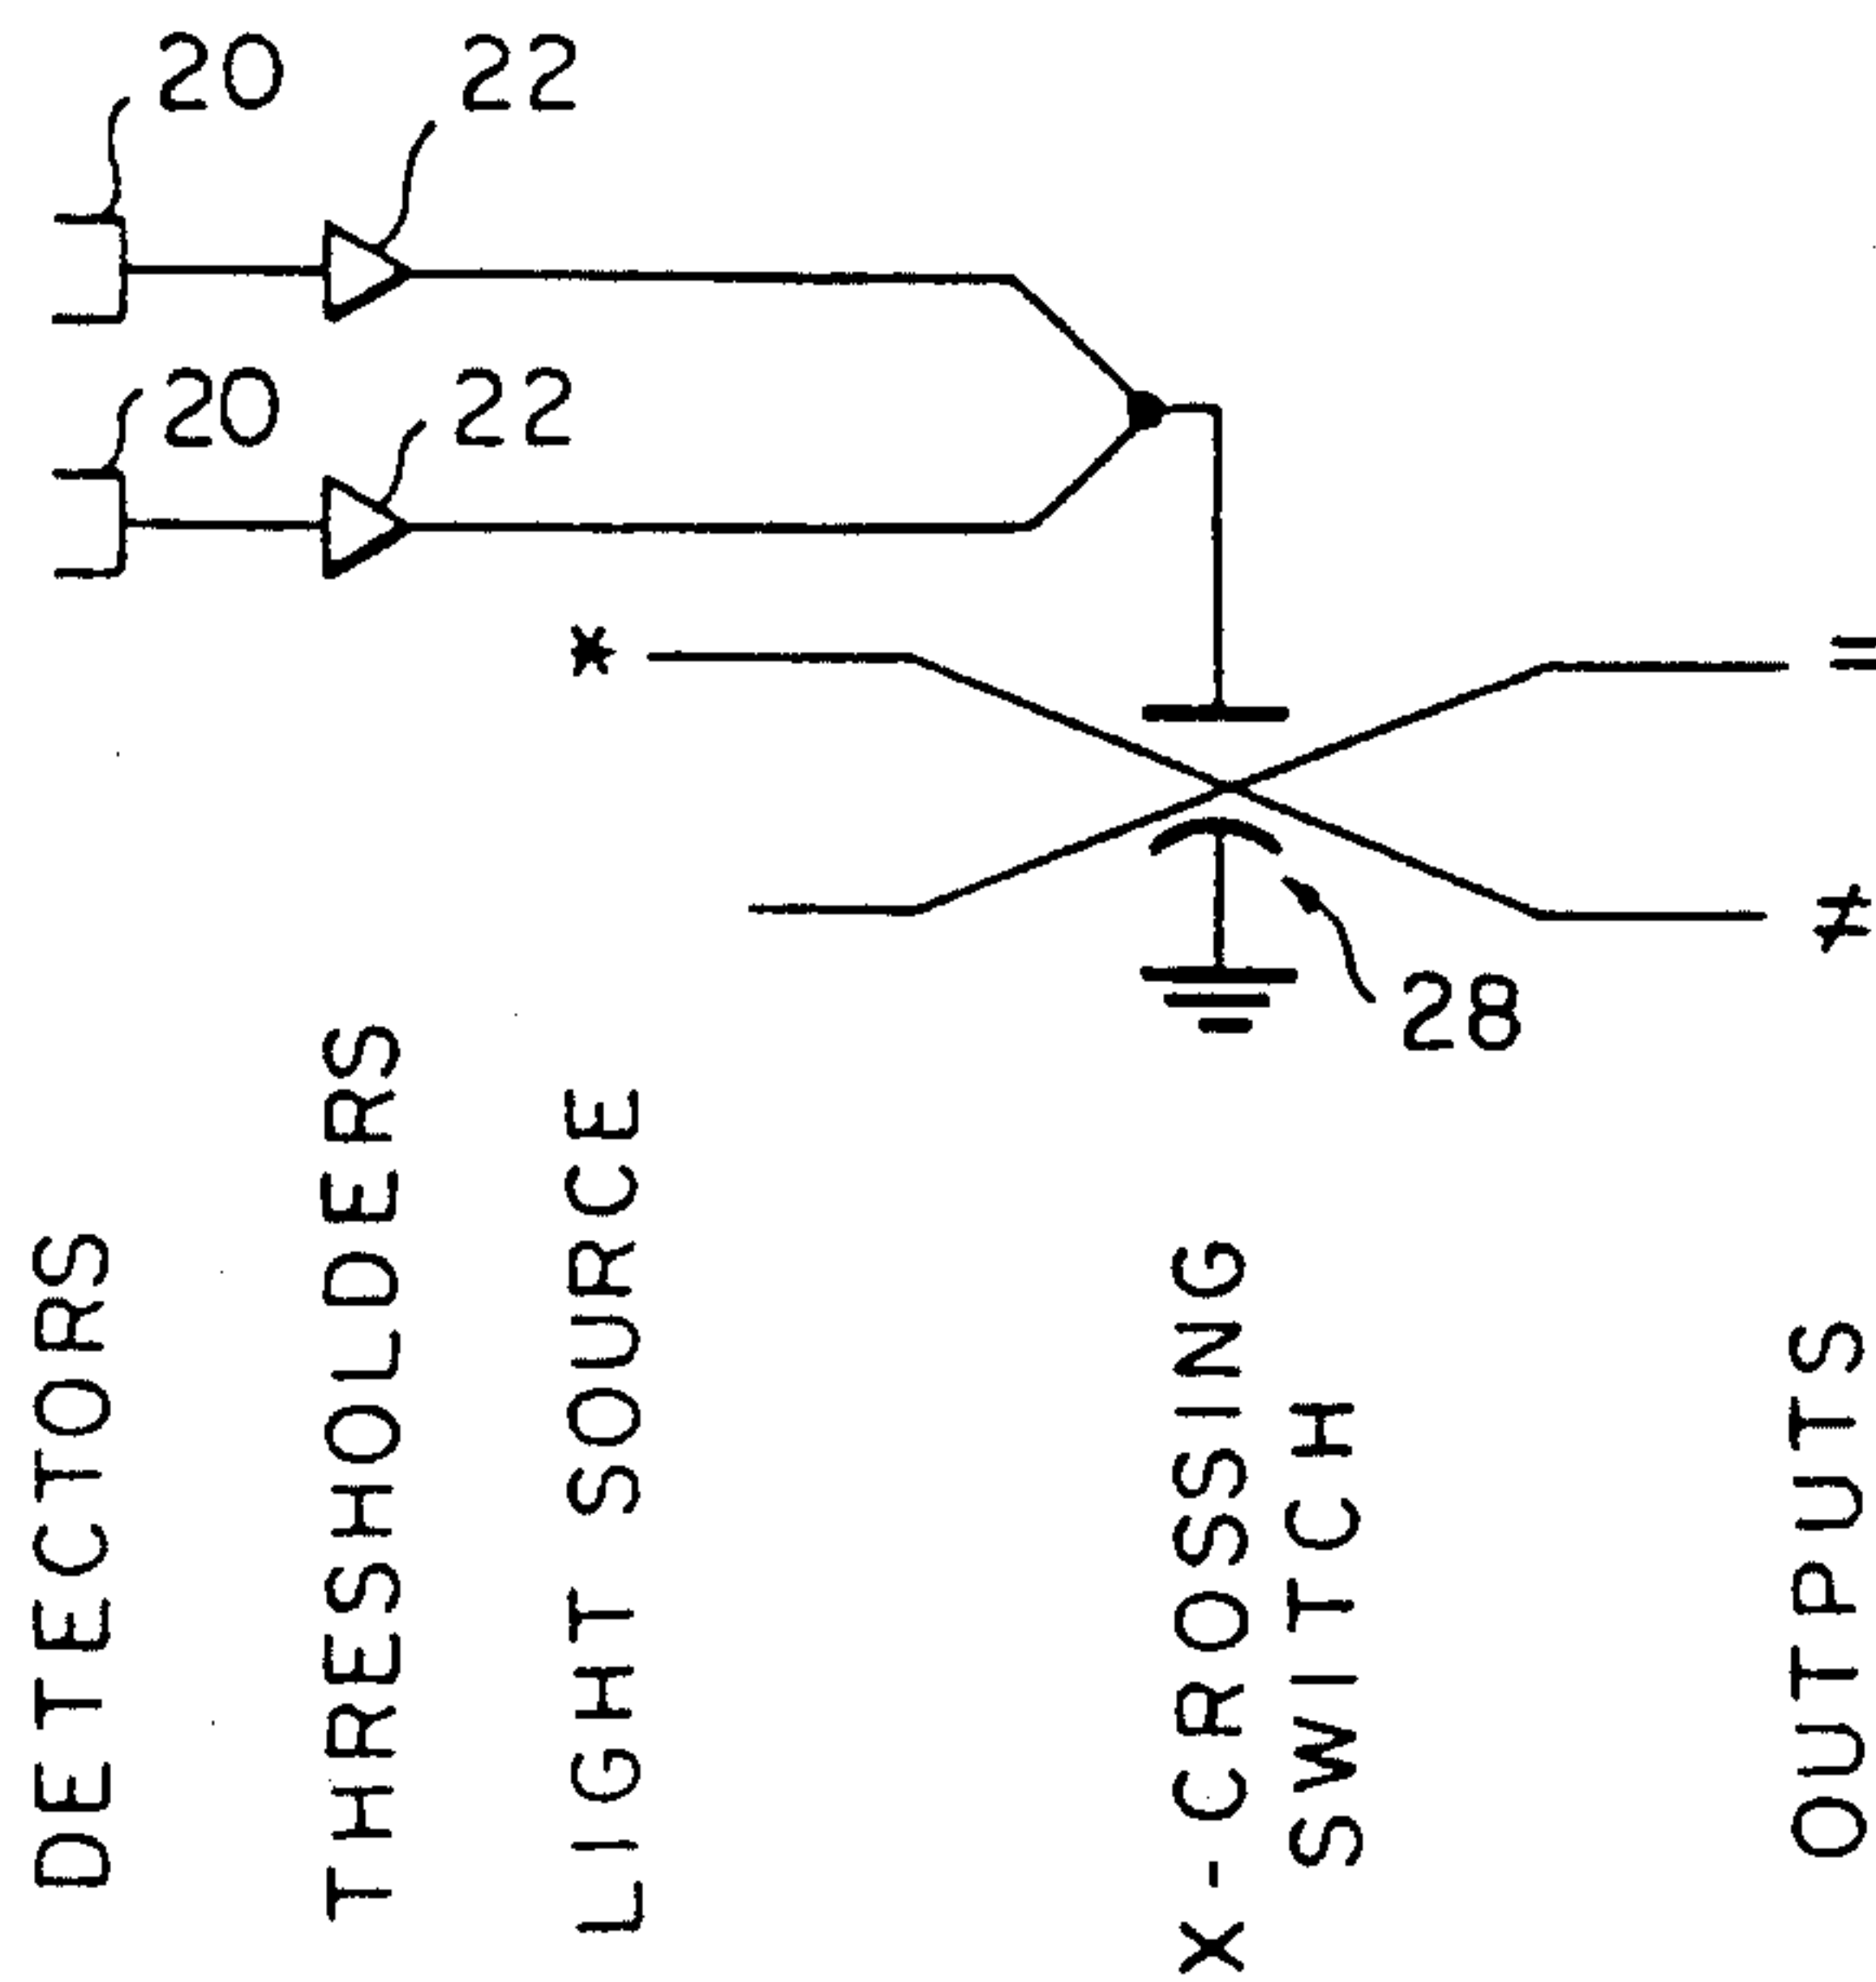 20 22
20 22
*
=
≠
28
DETECTORS
THRESHOLDERS
LIGHT SOURCE
X-CROSSING
SWITCH
OUTPUTS